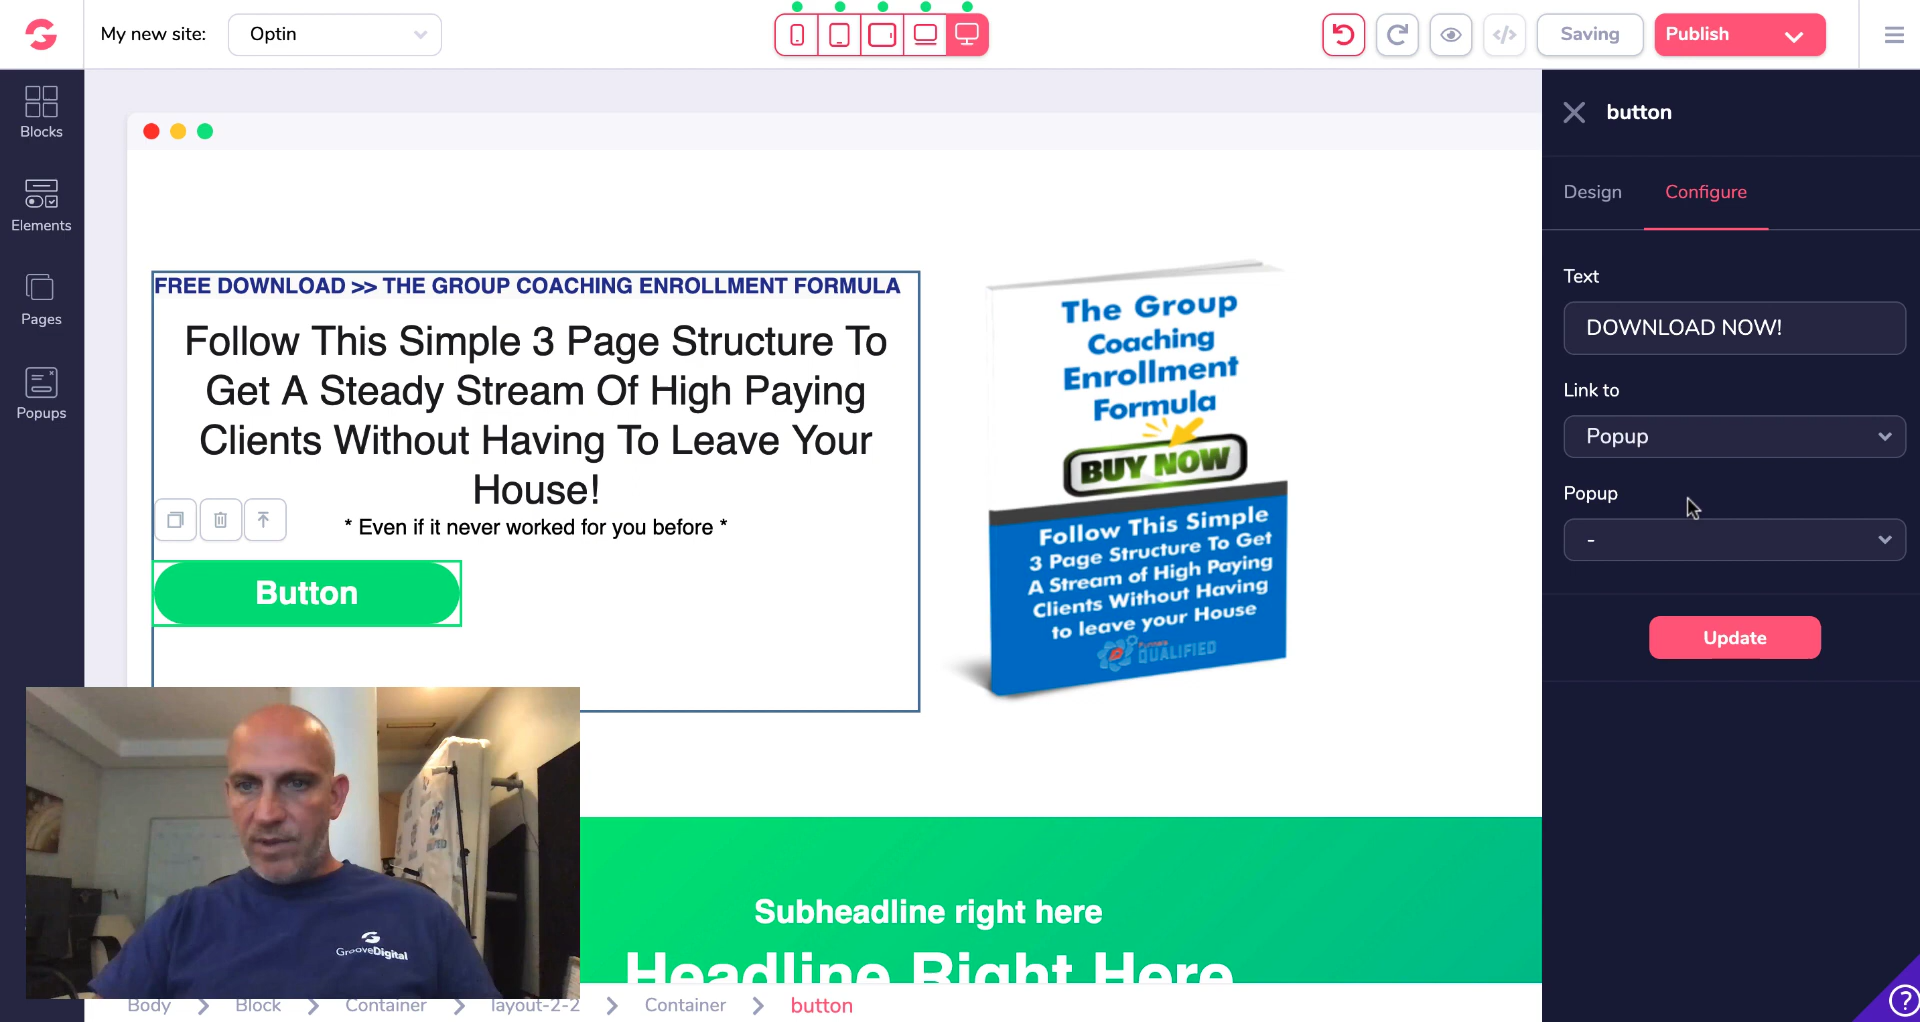 My new site:
Optin
</>
Saving
Publish
Blocks
Elements
Pages
Popups
button
Design
Configure
Text
DOWNLOAD NOW!
Link to
Popup
Popup
-
Update
FREE DOWNLOAD >> THE GROUP COACHING ENROLLMENT FORMULA
Follow This Simple 3 Page Structure To
Get A Steady Stream Of High Paying
Clients Without Having To Leave Your
House!
* Even if it never worked for you before *
Button
The Group
Coaching
Enrollment
Formula
BUY NOW
Follow This Simple
3 Page Structure To Get
A Stream of High Paying
Clients Without Having
to leave your House
QUALIFIED
GrooveDigital
Subheadline right here
Headline Right Here
Body
Block
Container
layout-2-2
Container
button
?